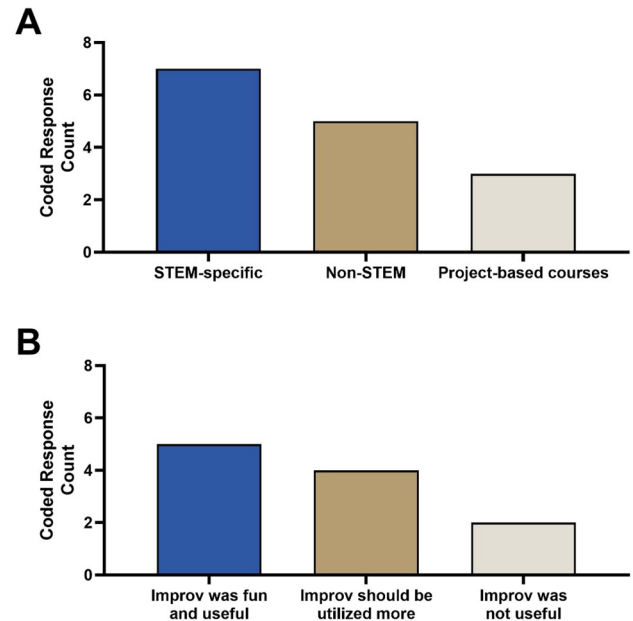 A
Coded Response
Count
8
6
4
2
0
STEM-specific
Non-STEM
Project-based courses
B
Coded Response
Count
8
6
4
2
0
Improv was fun
and useful
Improv should be
utilized more
Improv was
not useful